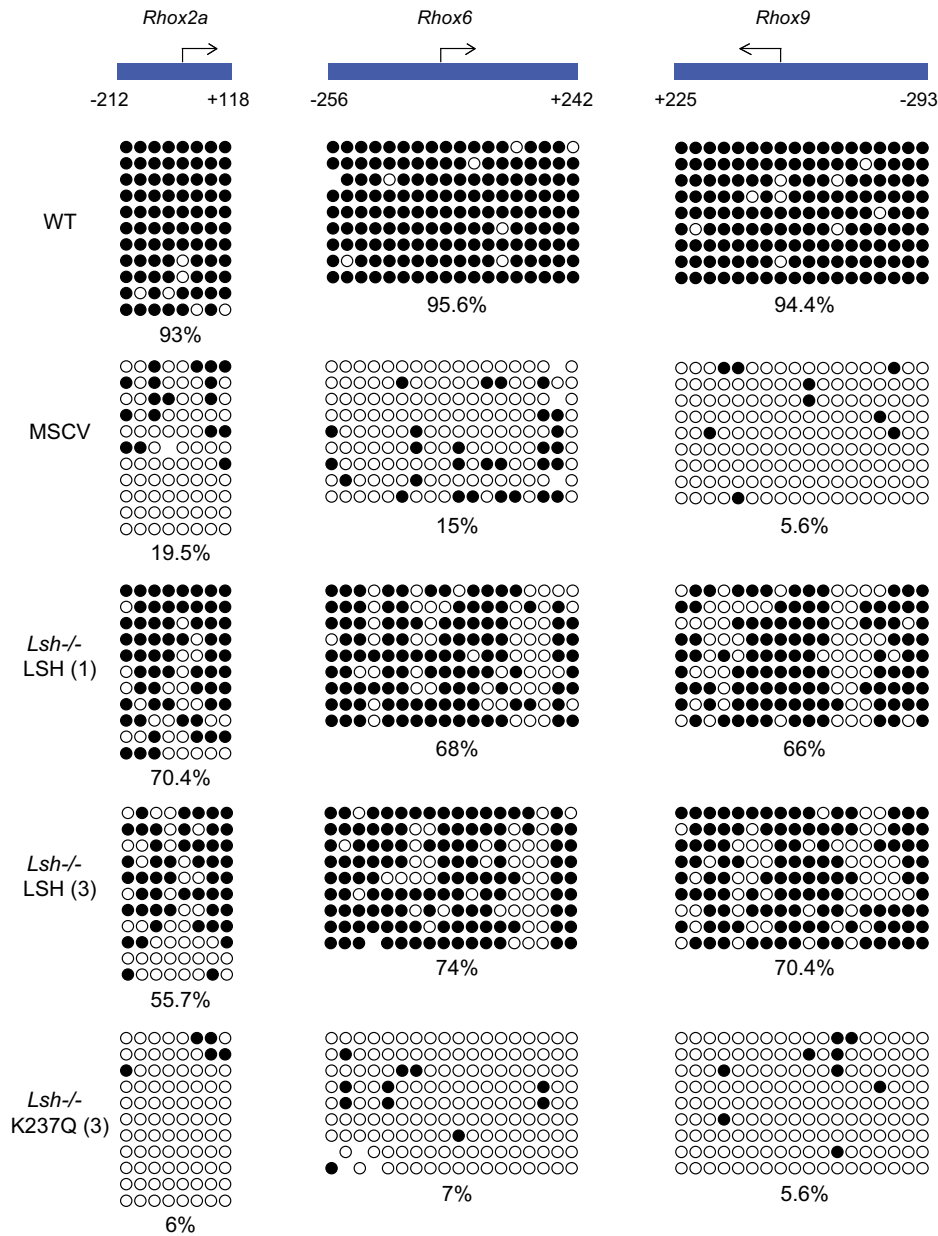 Rhox2a Rhox6 Rhox9
-212 +118 -256 +242 +225 -293
WT
93% 95.6% 94.4%
MSCV
19.5% 15% 5.6%
Lsh-/-
LSH (1)
70.4% 68% 66%
Lsh-/-
LSH (3)
55.7% 74% 70.4%
Lsh-/-
K237Q (3)
6% 7% 5.6%